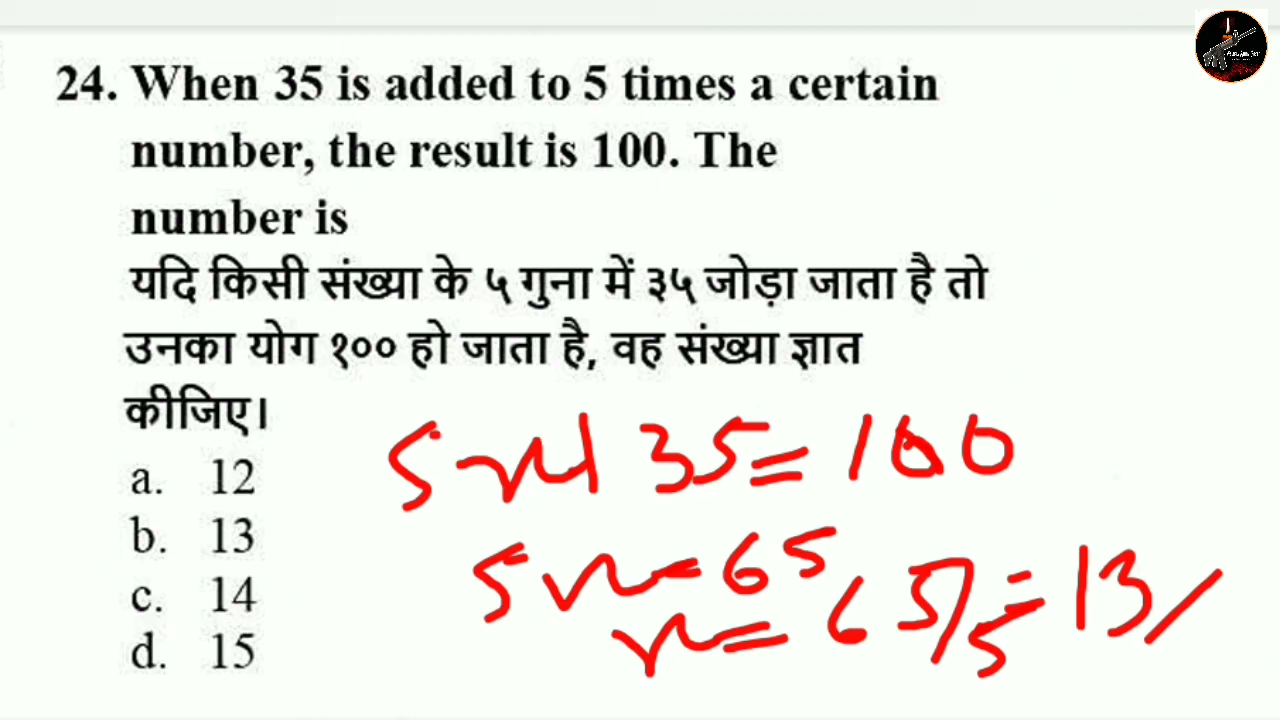 24. When 35 is added to 5 times a certain
number, the result is 100. The
number is
यदि किसी संख्या के ५ गुना में ३५ जोड़ा जाता है तो
उनका योग १०० हो जाता है, वह संख्या ज्ञात
कीजिए।
a. 12
b. 13
c. 14
d. 15
5x+35=100
5x=65
x=65/5=13/